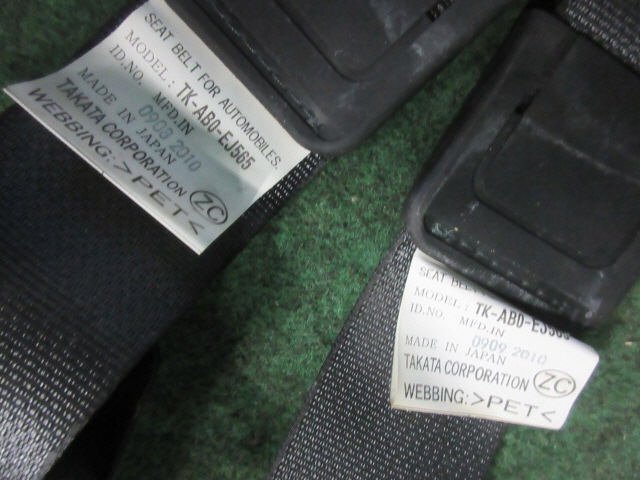 SEAT BELT FOR AUTOMOBILES.
MODEL: TK-AB0-EJ565
ID.NO. MFD.IN
0903 2010
MADE IN JAPAN
TAKATA CORPORATION ZC
WEBBING:>PET<
SEAT BELT
MODEL: TK-AB0-EJ565
ID.NO. MFD.IN
0909 2010
MADE IN JAPAN
TAKATA CORPORATION ZC
WEBBING:>PET<